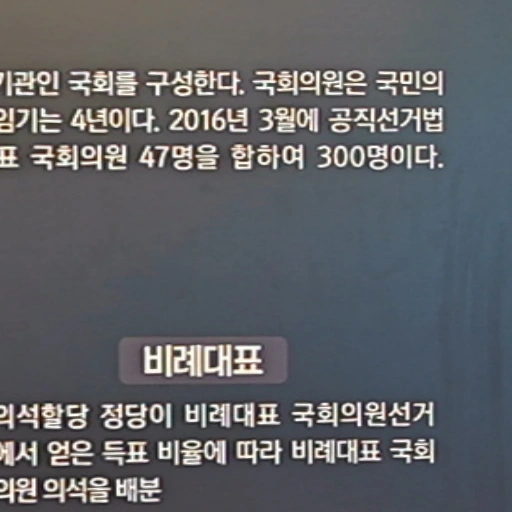 기관인 국회를 구성한다. 국회의원은 국민의
임기는 4년이다. 2016년 3월에 공직선거법
표 국회의원 47명을 합하여 300명이다.
비례대표
의석할당 정당이 비례대표 국회의원선거
에서 얻은 득표 비율에 따라 비례대표 국회
의원 의석을 배분